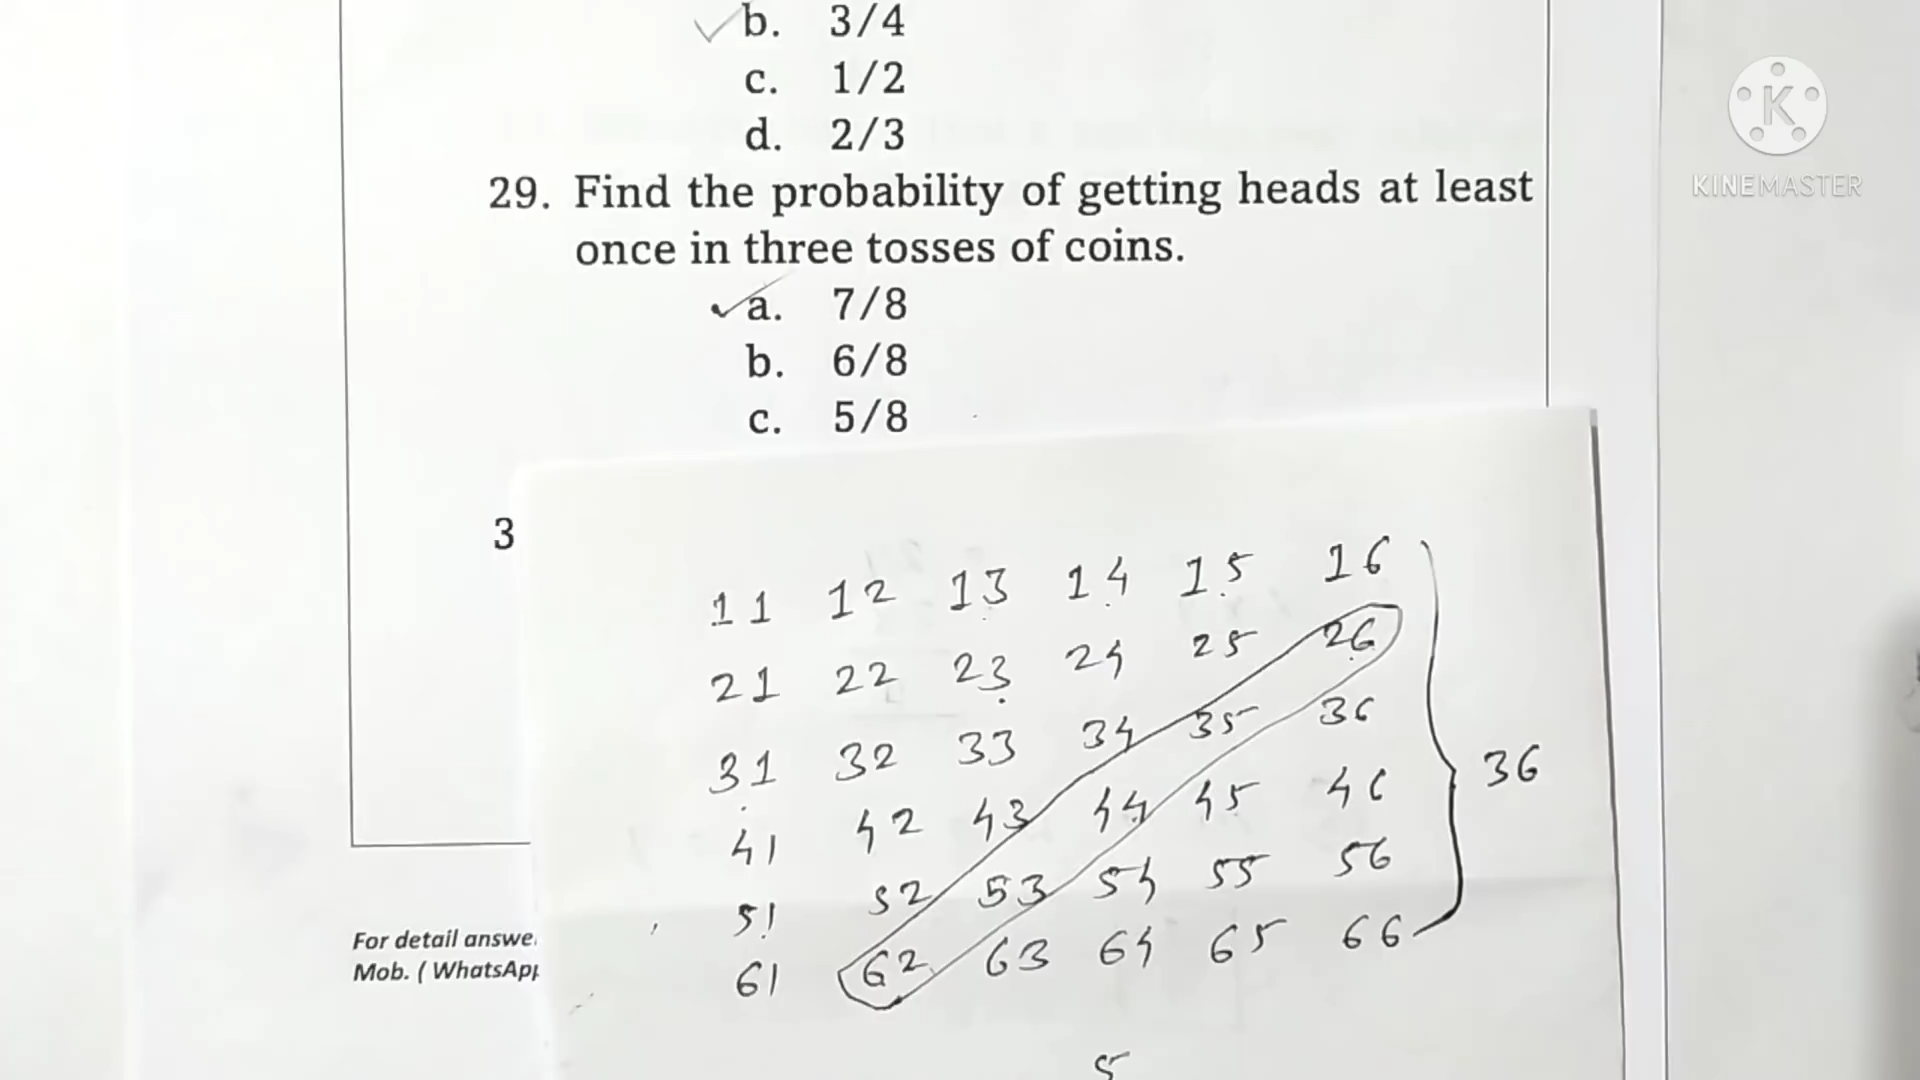 b. 3/4
c. 1/2
d. 2/3
29. Find the probability of getting heads at least
once in three tosses of coins.
a. 7/8
b. 6/8
c. 5/8
3
11 12 13 14 15 16
21 22 23 24 25 26
31 32 33 34 35 36
41 42 43 44 45 46
51 52 53 54 55 56
61 62 63 64 65 66
36
5
For detail answe
Mob. ( WhatsApp
K
KINEMASTER